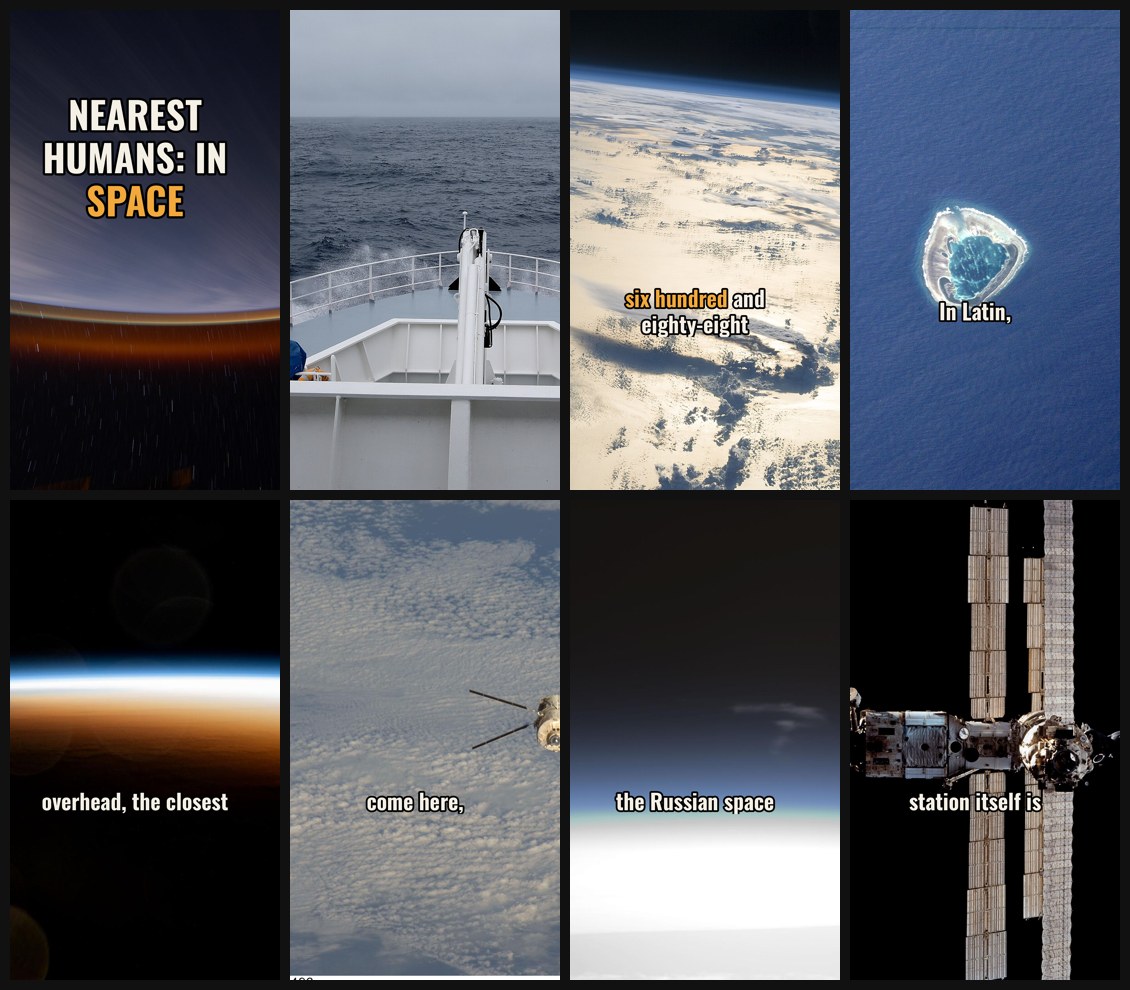 NEAREST
HUMANS: IN
SPACE
six hundred and
eighty-eight
In Latin,
overhead, the closest
come here,
the Russian space
station itself is